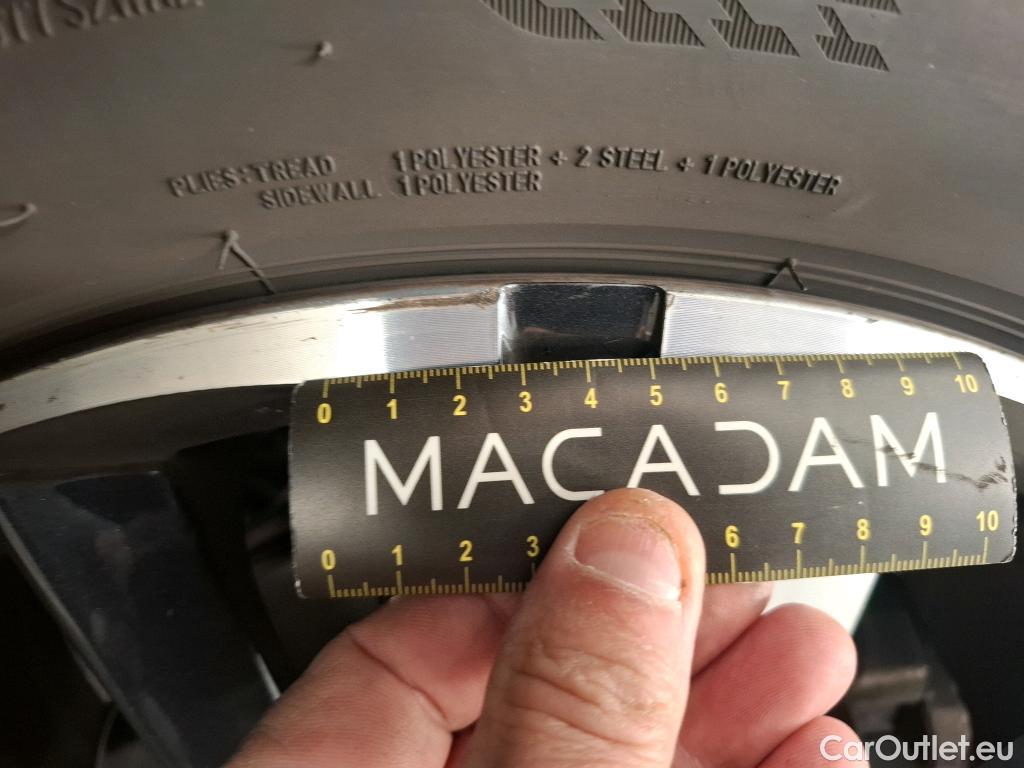 PLIES: TREAD 1 POLYESTER + 2 STEEL + 1 POLYESTER
SIDEWALL 1 POLYESTER
0 1 2 3 4 5 6 7 8 9 10
MACADAM
0 1 2 3 6 7 8 9 10
CarOutlet.eu